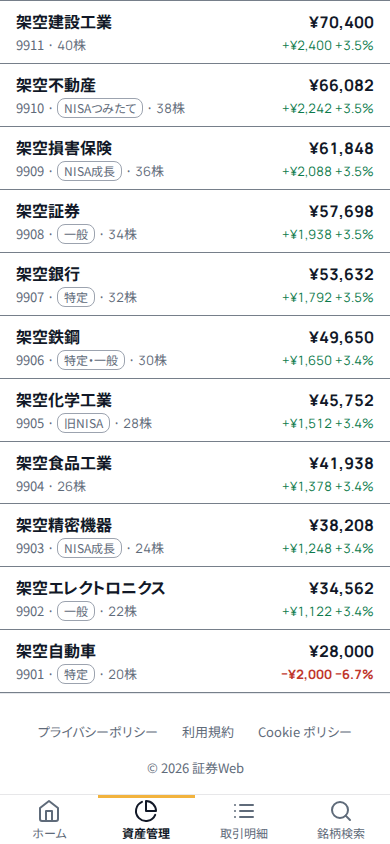 架空建設工業 ¥70,400
9911 · 40株 +¥2,400 +3.5%
架空不動産 ¥66,082
9910 · NISAつみたて · 38株 +¥2,242 +3.5%
架空損害保険 ¥61,848
9909 · NISA成長 · 36株 +¥2,088 +3.5%
架空証券 ¥57,698
9908 · 一般 · 34株 +¥1,938 +3.5%
架空銀行 ¥53,632
9907 · 特定 · 32株 +¥1,792 +3.5%
架空鉄鋼 ¥49,650
9906 · 特定・一般 · 30株 +¥1,650 +3.4%
架空化学工業 ¥45,752
9905 · 旧NISA · 28株 +¥1,512 +3.4%
架空食品工業 ¥41,938
9904 · 26株 +¥1,378 +3.4%
架空精密機器 ¥38,208
9903 · NISA成長 · 24株 +¥1,248 +3.4%
架空エレクトロニクス ¥34,562
9902 · 一般 · 22株 +¥1,122 +3.4%
架空自動車 ¥28,000
9901 · 特定 · 20株 −¥2,000 −6.7%
プライバシーポリシー 利用規約 Cookie ポリシー
© 2026 証券Web
ホーム 資産管理 取引明細 銘柄検索